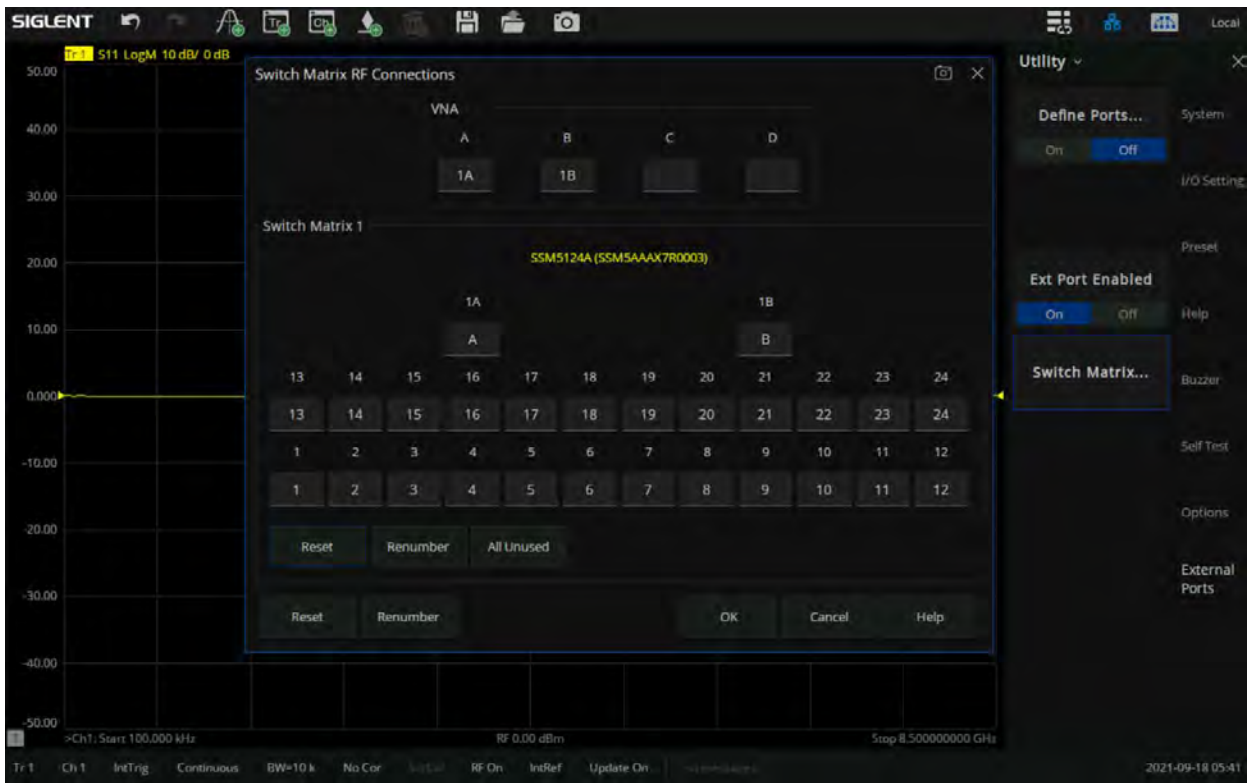 SIGLENT
Tr
Ch
Local
Tr 1 S11 LogM 10 dB/ 0 dB
50.00
40.00
30.00
20.00
10.00
0.000
-10.00
-20.00
-30.00
-40.00
-50.00
Switch Matrix RF Connections
VNA
A B C D
1A 1B
Switch Matrix 1
SSM5124A (SSM5AAAX7R0003)
1A 1B
A B
13 14 15 16 17 18 19 20 21 22 23 24
13 14 15 16 17 18 19 20 21 22 23 24
1 2 3 4 5 6 7 8 9 10 11 12
1 2 3 4 5 6 7 8 9 10 11 12
Reset Renumber All Unused
Reset Renumber OK Cancel Help
Utility
Define Ports...
On Off
Ext Port Enabled
On Off
Switch Matrix...
System
I/O Setting
Preset
Help
Buzzer
Self Test
Options
External
Ports
>Ch1: Start 100.000 kHz RF 0.00 dBm Stop 8.500000000 GHz
Tr 1 Ch 1 IntTrig Continuous BW=10 k No Cor RF On IntRef Update On 2021-09-18 05:41